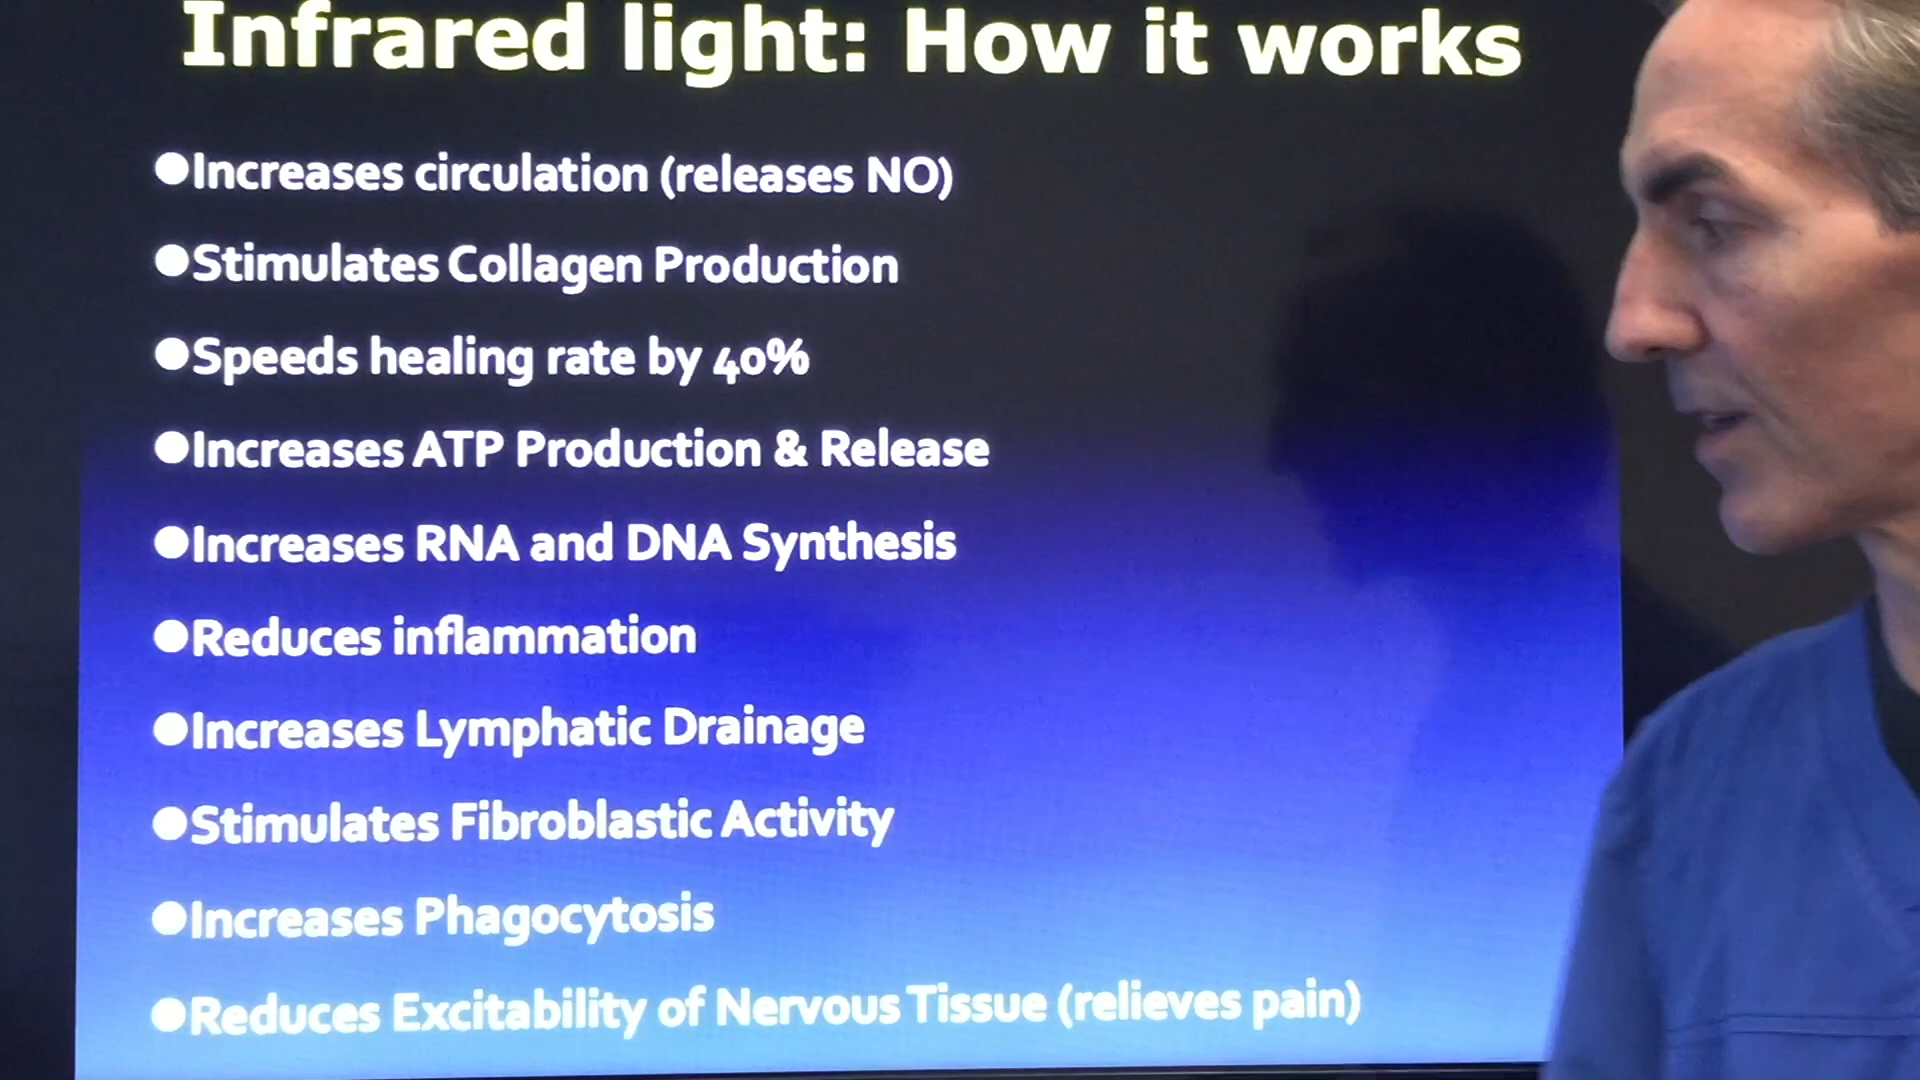 Infrared light: How it works
●Increases circulation (releases NO)
●Stimulates Collagen Production
●Speeds healing rate by 40%
●Increases ATP Production & Release
●Increases RNA and DNA Synthesis
●Reduces inflammation
●Increases Lymphatic Drainage
●Stimulates Fibroblastic Activity
●Increases Phagocytosis
●Reduces Excitability of Nervous Tissue (relieves pain)